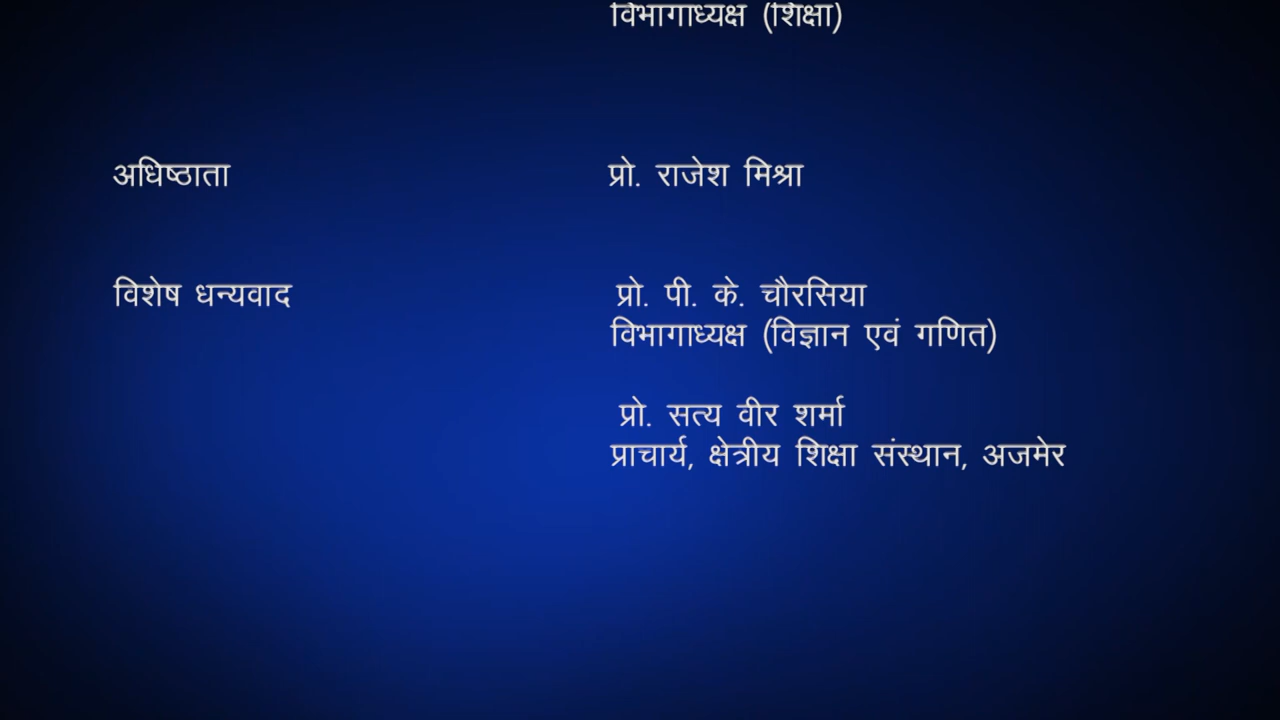 विभागाध्यक्ष (शिक्षा)
अधिष्ठाता प्रो. राजेश मिश्रा
विशेष धन्यवाद प्रो. पी. के. चौरसिया
विभागाध्यक्ष (विज्ञान एवं गणित)
प्रो. सत्य वीर शर्मा
प्राचार्य, क्षेत्रीय शिक्षा संस्थान, अजमेर